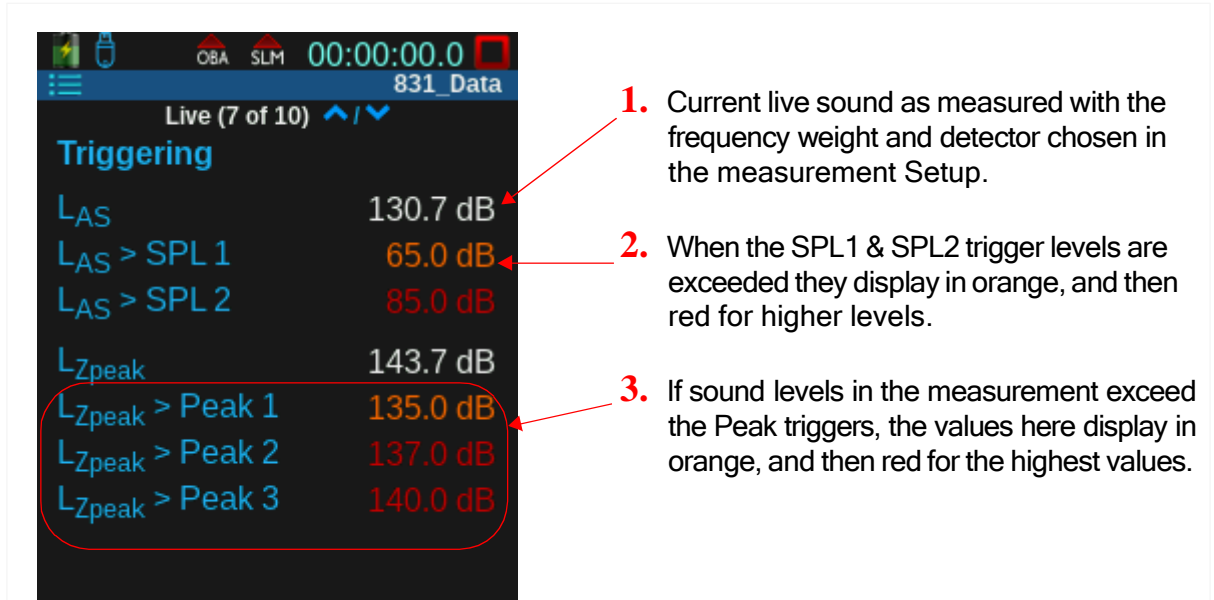 OBA SLM 00:00:00.0
831_Data
Live (7 of 10) /
Triggering
LAS 130.7 dB
LAS > SPL 1 65.0 dB
LAS > SPL 2 85.0 dB
LZpeak 143.7 dB
LZpeak > Peak 1 135.0 dB
LZpeak > Peak 2 137.0 dB
LZpeak > Peak 3 140.0 dB
1. Current live sound as measured with the
frequency weight and detector chosen in
the measurement Setup.
2. When the SPL1 & SPL2 trigger levels are
exceeded they display in orange, and then
red for higher levels.
3. If sound levels in the measurement exceed
the Peak triggers, the values here display in
orange, and then red for the highest values.